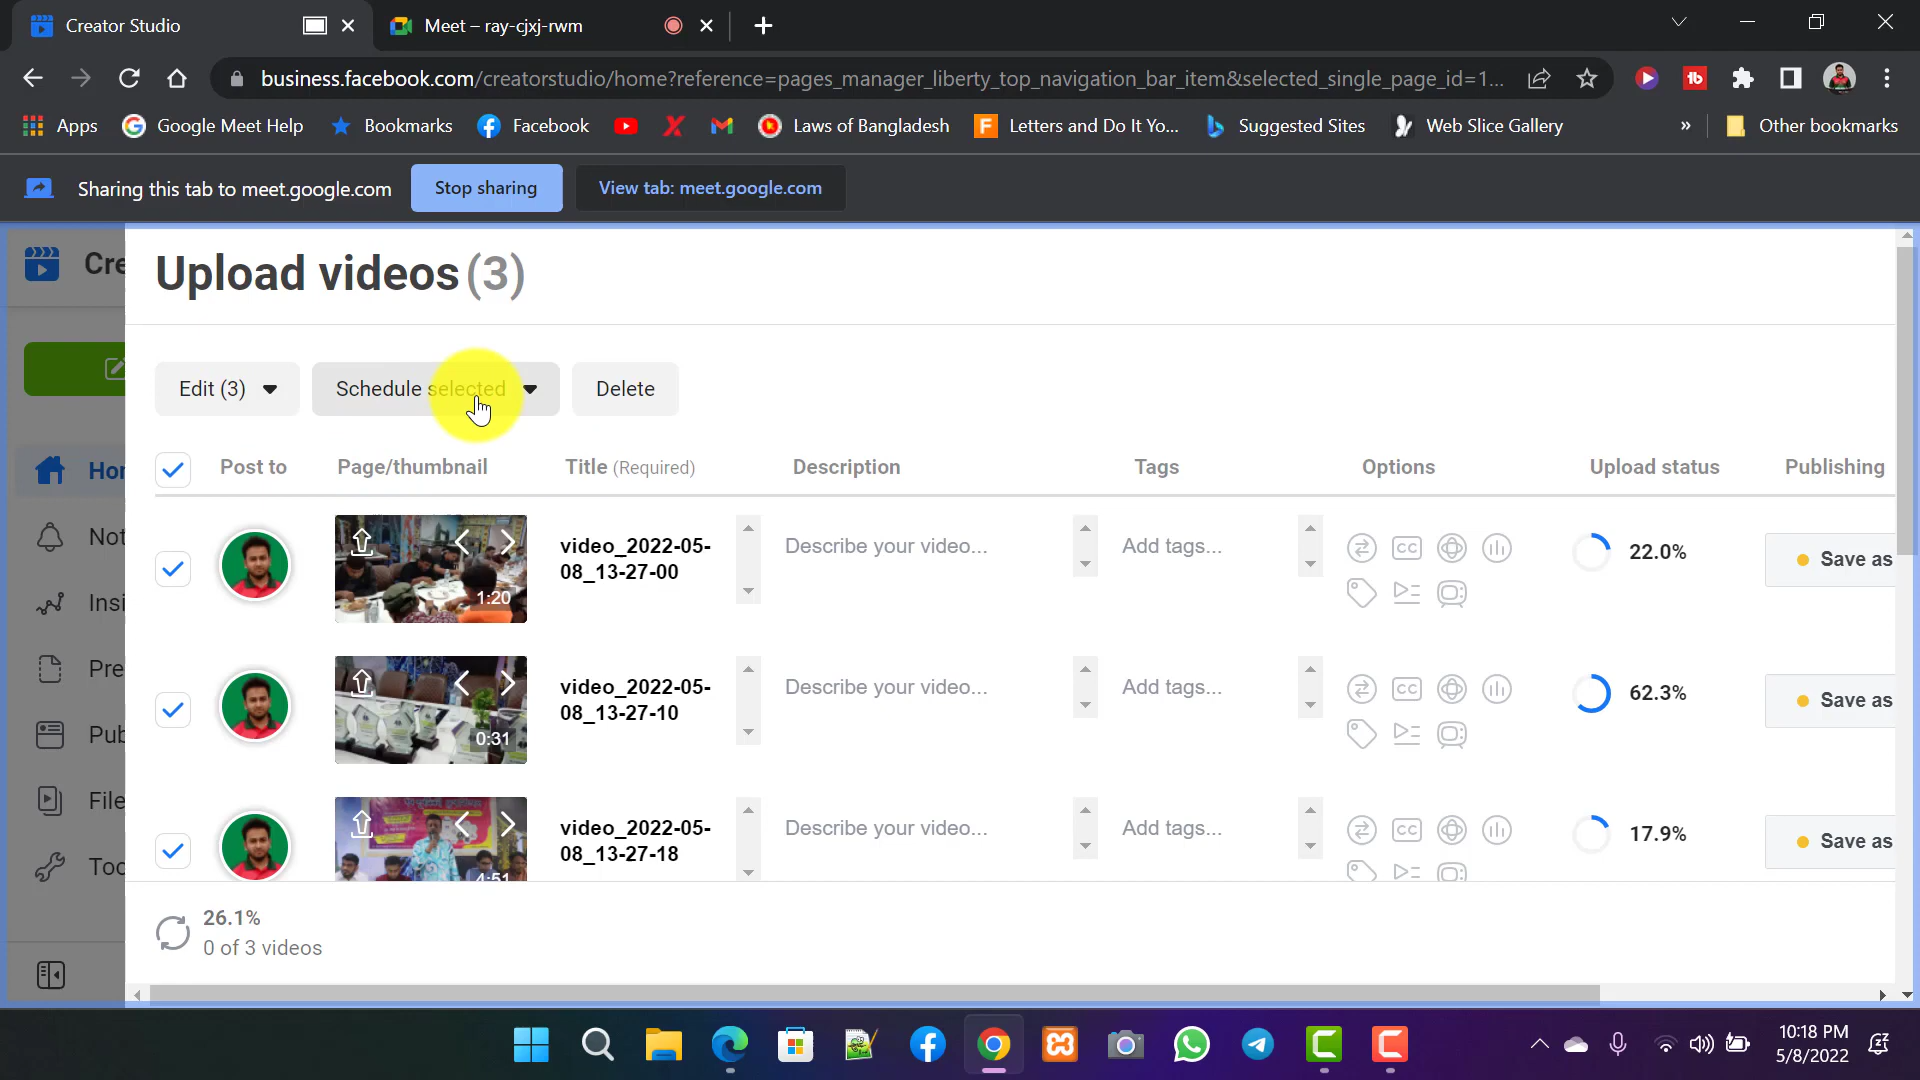 Creator Studio
Meet – ray-cjxj-rwm
business.facebook.com/creatorstudio/home?reference=pages_manager_liberty_top_navigation_bar_item&selected_single_page_id=1...
Apps
Google Meet Help
Bookmarks
Facebook
Laws of Bangladesh
Letters and Do It Yo...
Suggested Sites
Web Slice Gallery
»
Other bookmarks
Sharing this tab to meet.google.com
Stop sharing
View tab: meet.google.com
Cre
Upload videos (3)
Edit (3)
Schedule selected
Delete
Post to
Page/thumbnail
Title (Required)
Description
Tags
Options
Upload status
Publishing
Hor
Not
Insi
Pre
Pub
File
Too
1:20
video_2022-05-
08_13-27-00
Describe your video...
Add tags...
CC
22.0%
Save as
0:31
video_2022-05-
08_13-27-10
Describe your video...
Add tags...
CC
62.3%
Save as
4:51
video_2022-05-
08_13-27-18
Describe your video...
Add tags...
CC
17.9%
Save as
26.1%
0 of 3 videos
10:18 PM
5/8/2022